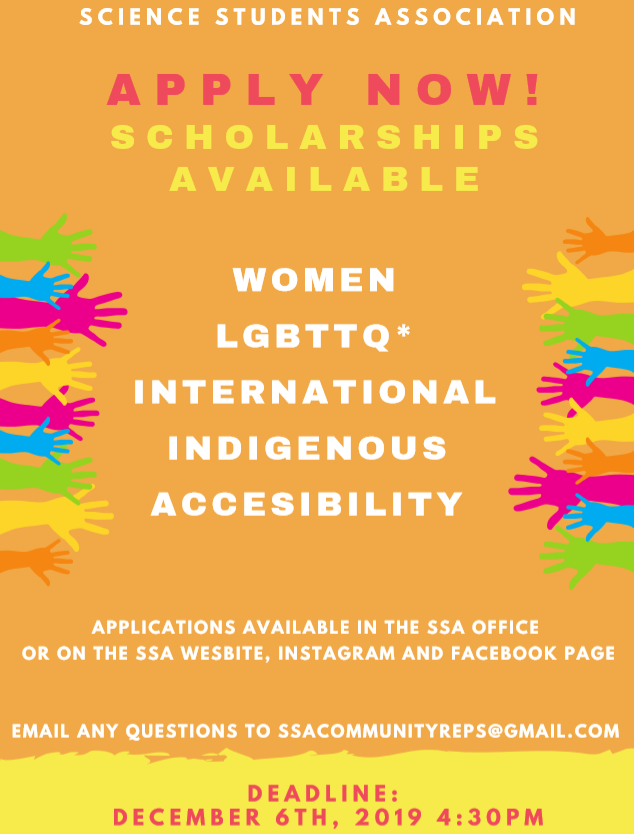 SCIENCE STUDENTS ASSOCIATION
APPLY NOW!
SCHOLARSHIPS
AVAILABLE
WOMEN
LGBTTQ*
INTERNATIONAL
INDIGENOUS
ACCESIBILITY
APPLICATIONS AVAILABLE IN THE SSA OFFICE
OR ON THE SSA WESBITE, INSTAGRAM AND FACEBOOK PAGE
EMAIL ANY QUESTIONS TO SSACOMMUNITYREPS@GMAIL.COM
DEADLINE:
DECEMBER 6TH, 2019 4:30PM